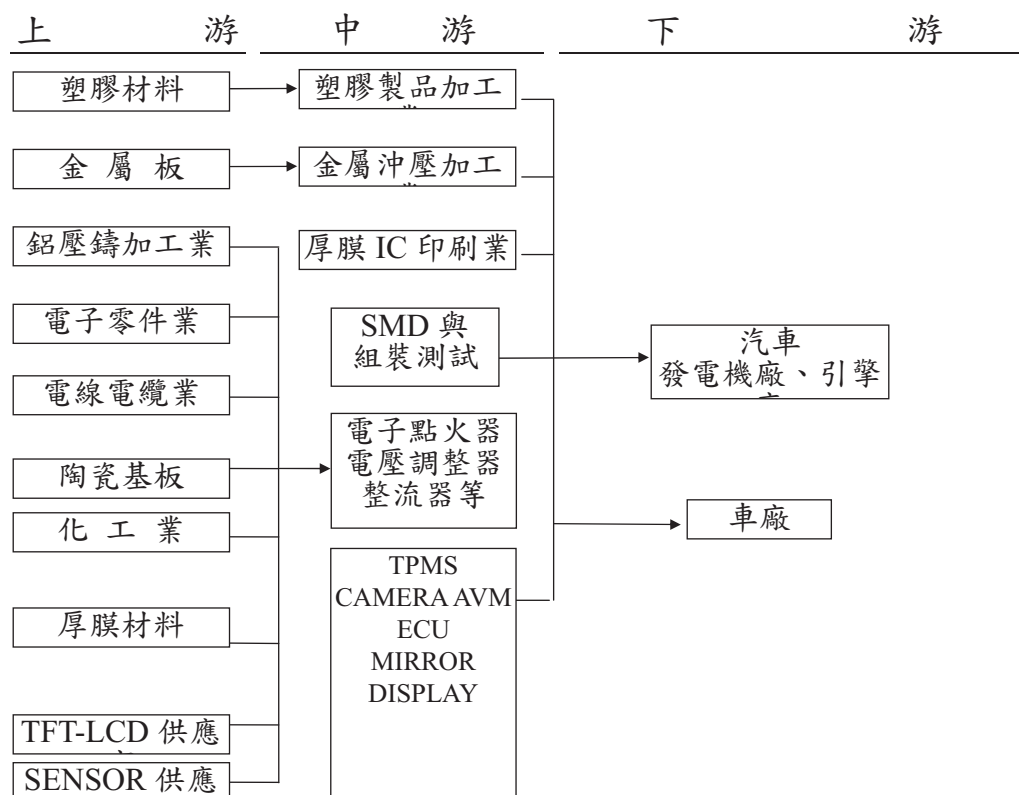 上游 中游 下游
塑膠材料
塑膠製品加工
金屬板
金屬沖壓加工
鋁壓鑄加工業
厚膜 IC 印刷業
電子零件業
SMD 與
組裝測試
汽車
發電機廠、引擎
電線電纜業
電子點火器
電壓調整器
整流器等
陶瓷基板
化工業
車廠
厚膜材料
TPMS
CAMERA AVM
ECU
MIRROR
DISPLAY
TFT-LCD 供應
SENSOR 供應